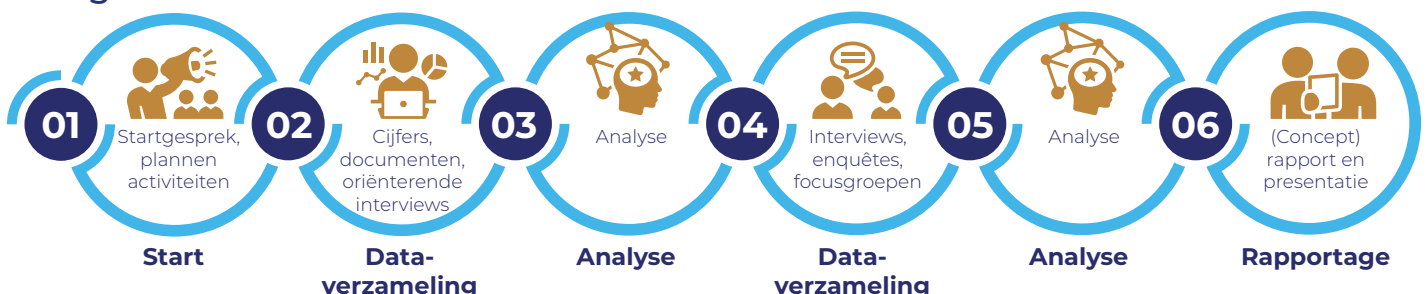 01
Startgesprek,
plannen
activiteiten
Start
02
Cijfers,
documenten,
oriënterende
interviews
Data-
verzameling
03
Analyse
Analyse
04
Interviews,
enquêtes,
focusgroepen
Data-
verzameling
05
Analyse
Analyse
06
(Concept)
rapport en
presentatie
Rapportage